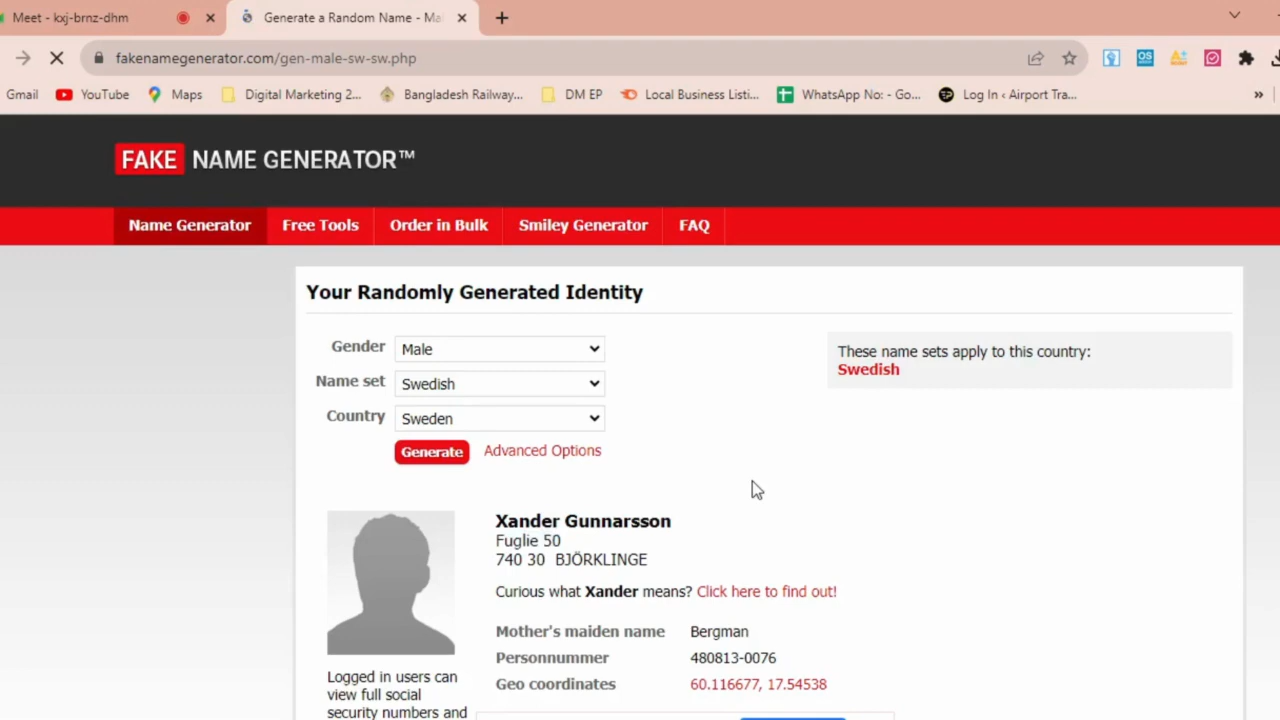 Meet - kxj-brnz-dhm
Generate a Random Name - Ma
fakenamegenerator.com/gen-male-sw-sw.php
OS
Gmail YouTube Maps Digital Marketing 2... Bangladesh Railway... DM EP Local Business Listi... WhatsApp No: - Go... Log In ‹ Airport Tra... »
FAKE NAME GENERATOR™
Name Generator Free Tools Order in Bulk Smiley Generator FAQ
Your Randomly Generated Identity
Gender Male
Name set Swedish
Country Sweden
Generate Advanced Options
These name sets apply to this country:
Swedish
Xander Gunnarsson
Fuglie 50
740 30 BJÖRKLINGE
Curious what Xander means? Click here to find out!
Mother's maiden name Bergman
Personnummer 480813-0076
Geo coordinates 60.116677, 17.54538
Logged in users can
view full social
security numbers and